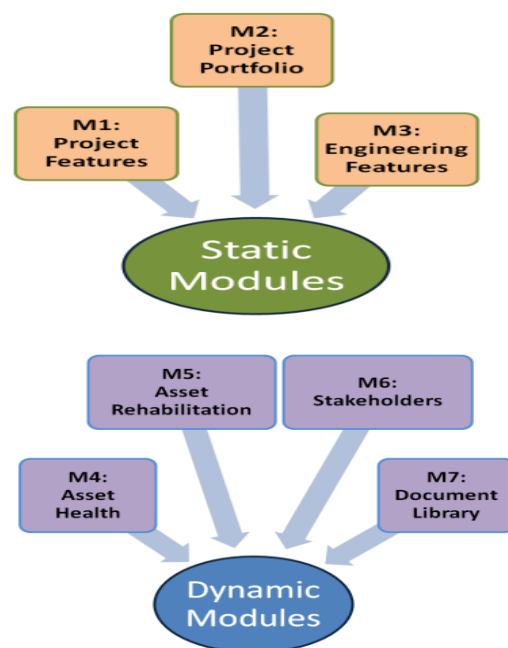 M2:
Project
Portfolio
M1:
Project
Features
M3:
Engineering
Features
Static
Modules
M5:
Asset
Rehabilitation
M6:
Stakeholders
M4:
Asset
Health
M7:
Document
Library
Dynamic
Modules